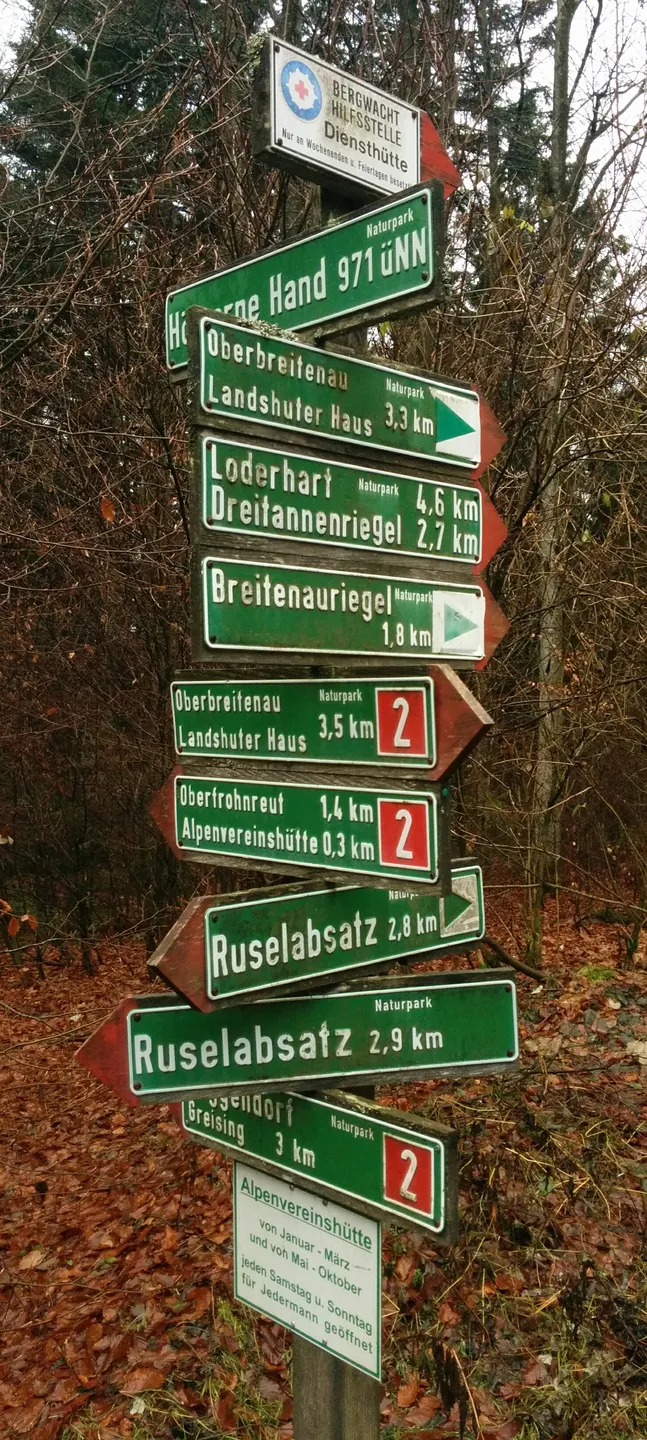 BERGWACHT
HILFSSTELLE
Diensthütte
Nur an Wochenenden u. Feiertagen
Naturpark
Hand 971 üNN
Oberbreitenau
Naturpark
Landshuter Haus 3,3 km
Loderhart Naturpark 4,6 km
Dreitannenriegel 2,7 km
Breitenauriegel Naturpark
1,8 km
Oberbreitenau Naturpark
Landshuter Haus 3,5 km 2
Oberfrohnreut 1,4 km
Alpenvereinshütte 0,3 km 2
Ruselabsatz 2,8 km
Naturpark
Ruselabsatz 2,9 km
Greising Naturpark
3 km 2
Alpenvereinshütte
von Januar - März
und von Mai - Oktober
jeden Samstag u. Sonntag
für Jedermann geöffnet